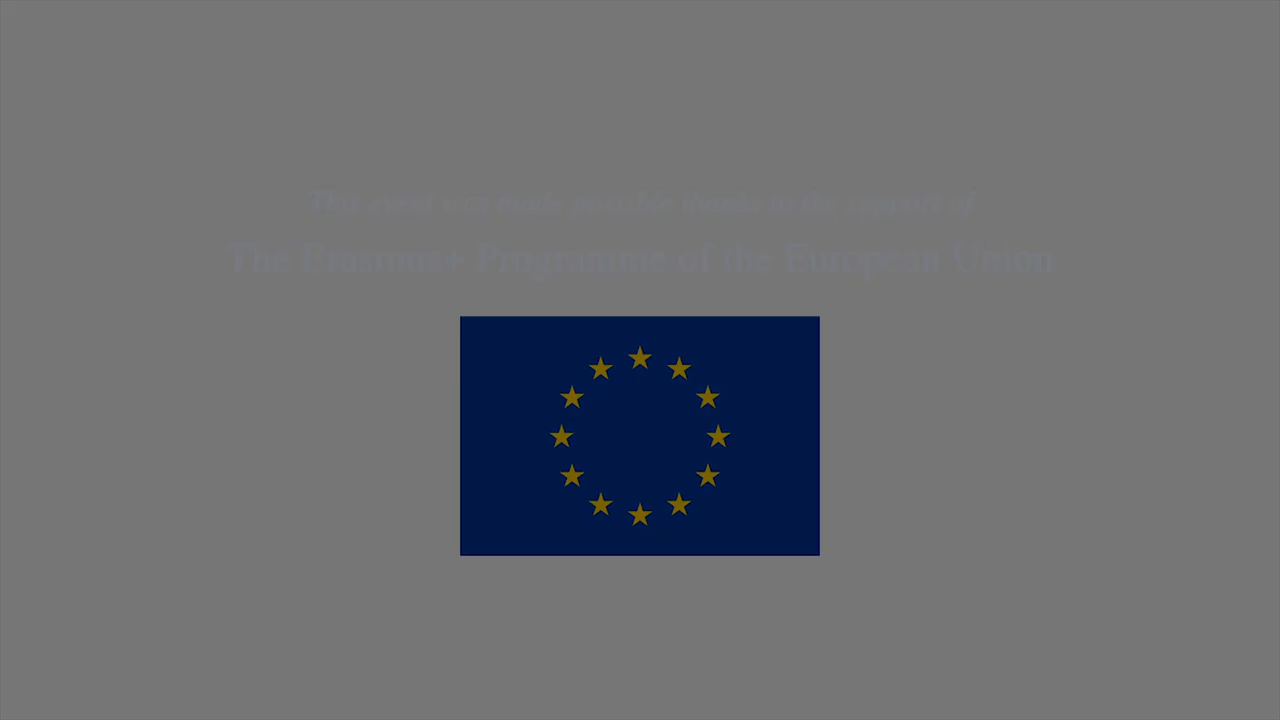 This event was made possible thanks to the support of
The Erasmus+ Programme of the European Union